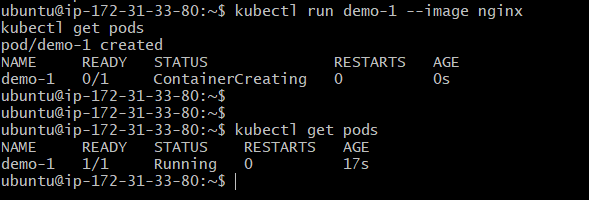 ubuntu@ip-172-31-33-80:~$ kubectl run demo-1 --image nginx
kubectl get pods
pod/demo-1 created
NAME     READY   STATUS              RESTARTS   AGE
demo-1   0/1     ContainerCreating   0          0s
ubuntu@ip-172-31-33-80:~$
ubuntu@ip-172-31-33-80:~$
ubuntu@ip-172-31-33-80:~$ kubectl get pods
NAME     READY   STATUS    RESTARTS   AGE
demo-1   1/1     Running   0          17s
ubuntu@ip-172-31-33-80:~$